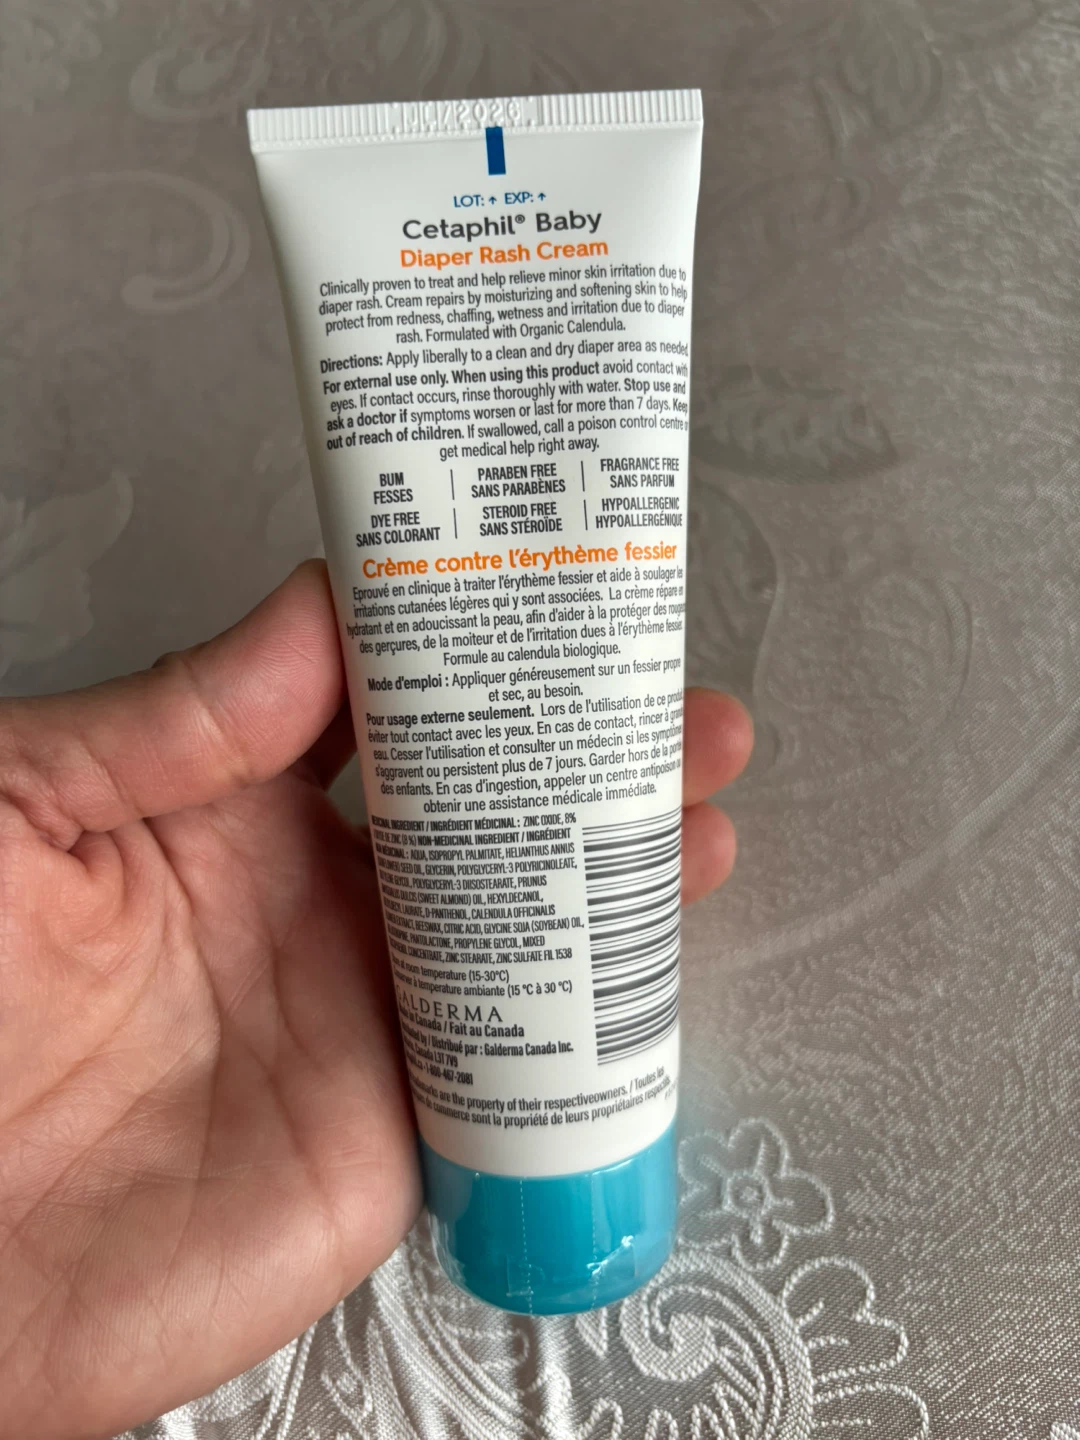 /2026
LOT: ↑ EXP: ↑
Cetaphil® Baby
Diaper Rash Cream
Clinically proven to treat and help relieve minor skin irritation due to
diaper rash. Cream repairs by moisturizing and softening skin to help
protect from redness, chaffing, wetness and irritation due to diaper
rash. Formulated with Organic Calendula.
Directions: Apply liberally to a clean and dry diaper area as needed
For external use only. When using this product avoid contact with
eyes. If contact occurs, rinse thoroughly with water. Stop use and
ask a doctor if symptoms worsen or last for more than 7 days. Keep
out of reach of children. If swallowed, call a poison control centre
get medical help right away.
BUM
FESSES
PARABEN FREE
SANS PARABÈNES
FRAGRANCE FREE
SANS PARFUM
DYE FREE
SANS COLORANT
STEROID FREE
SANS STÉROÏDE
HYPOALLERGENIC
HYPOALLERGÉNIQUE
Crème contre l'érythème fessier
Eprouvé en clinique à traiter l'érythème fessier et aide à soulager les
irritations cutanées légères qui y sont associées. La crème répare
hydratant et en adoucissant la peau, afin d'aider à la protéger des
des gerçures, de la moiteur et de l'irritation dues à l'érythème
Formule au calendula biologique.
Mode d'emploi : Appliquer généreusement sur un fessier propre
et sec, au besoin.
Pour usage externe seulement. Lors de l'utilisation de ce
éviter tout contact avec les yeux. En cas de contact, rincer à
eau. Cesser l'utilisation et consulter un médecin si les
s'aggravent ou persistent plus de 7 jours. Garder hors de la
des enfants. En cas d'ingestion, appeler un centre antipoison
obtenir une assistance médicale immédiate.
INGREDIENT / INGRÉDIENT MÉDICINAL : ZINC OXIDE, 8%
DE ZINC (8 %) NON-MEDICINAL INGREDIENT / INGRÉDIENT
AQUA, ISOPROPYL PALMITATE, HELIANTHUS ANNUS
SEED OIL, GLYCERIN, POLYGLYCERYL-3 POLYRICINOLEATE,
GLYCOL, POLYGLYCERYL-3 DIISOSTEARATE, PRUNUS
DULCIS (SWEET ALMOND) OIL, HEXYLDECANOL,
LAURATE, D-PANTHENOL, CALENDULA OFFICINALIS
EXTRACT, BEESWAX, CITRIC ACID, GLYCINE SOJA (SOYBEAN) OIL,
PANTOLACTONE, PROPYLENE GLYCOL, MIXED
CONCENTRATE, ZINC STEARATE, ZINC SULFATE FIL 1538
at room temperature (15-30°C)
à température ambiante (15 °C à 30 °C)
GALDERMA
Canada / Fait au Canada
by / Distribué par : Galderma Canada Inc.
Canada L3T 7V9
1-800-467-2081
are the property of their respectiveowners. / Toutes les
de commerce sont la propriété de leurs propriétaires